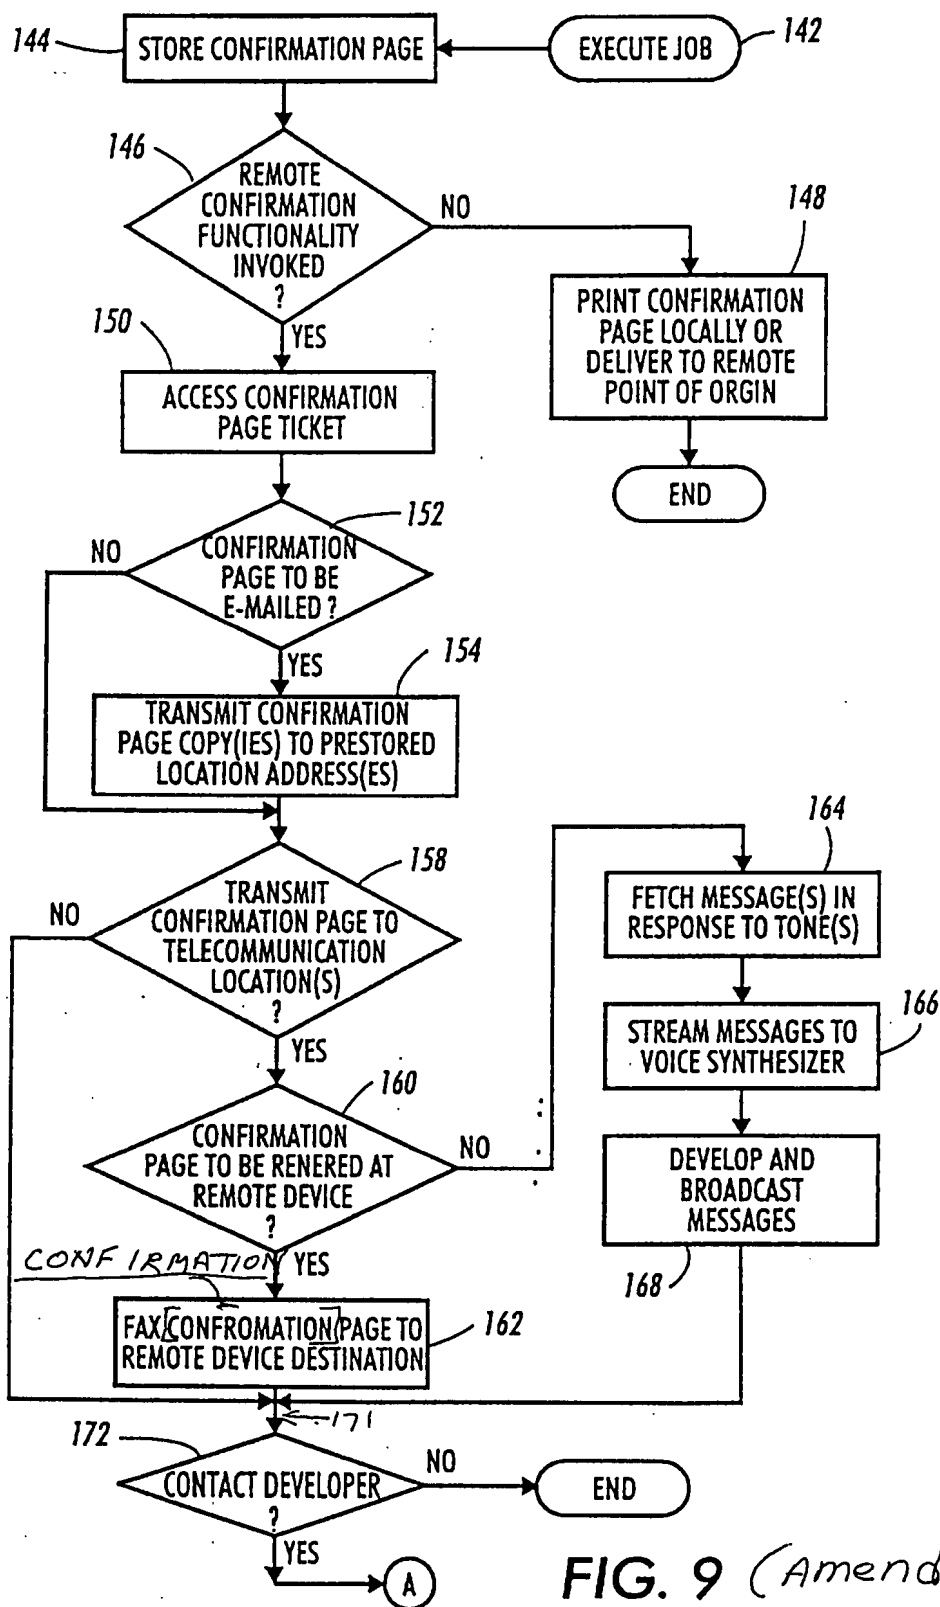 144
STORE CONFIRMATION PAGE
EXECUTE JOB
142
146
REMOTE
CONFIRMATION
FUNCTIONALITY
INVOKED
?
NO
148
PRINT CONFIRMATION
PAGE LOCALLY OR
DELIVER TO REMOTE
POINT OF ORGIN
END
YES
150
ACCESS CONFIRMATION
PAGE TICKET
152
NO
CONFIRMATION
PAGE TO BE
E-MAILED ?
YES
154
TRANSMIT CONFIRMATION
PAGE COPY(IES) TO PRESTORED
LOCATION ADDRESS(ES)
158
NO
TRANSMIT
CONFIRMATION PAGE TO
TELECOMMUNICATION
LOCATION(S)
?
YES
160
CONFIRMATION
PAGE TO BE RENERED AT
REMOTE DEVICE
?
NO
164
FETCH MESSAGE(S) IN
RESPONSE TO TONE(S)
166
STREAM MESSAGES TO
VOICE SYNTHESIZER
DEVELOP AND
BROADCAST
MESSAGES
168
CONFIRMATION
YES
FAX [CONFROMATION] PAGE TO
REMOTE DEVICE DESTINATION
162
171
172
CONTACT DEVELOPER
?
NO
END
YES
A
FIG. 9 (Amend